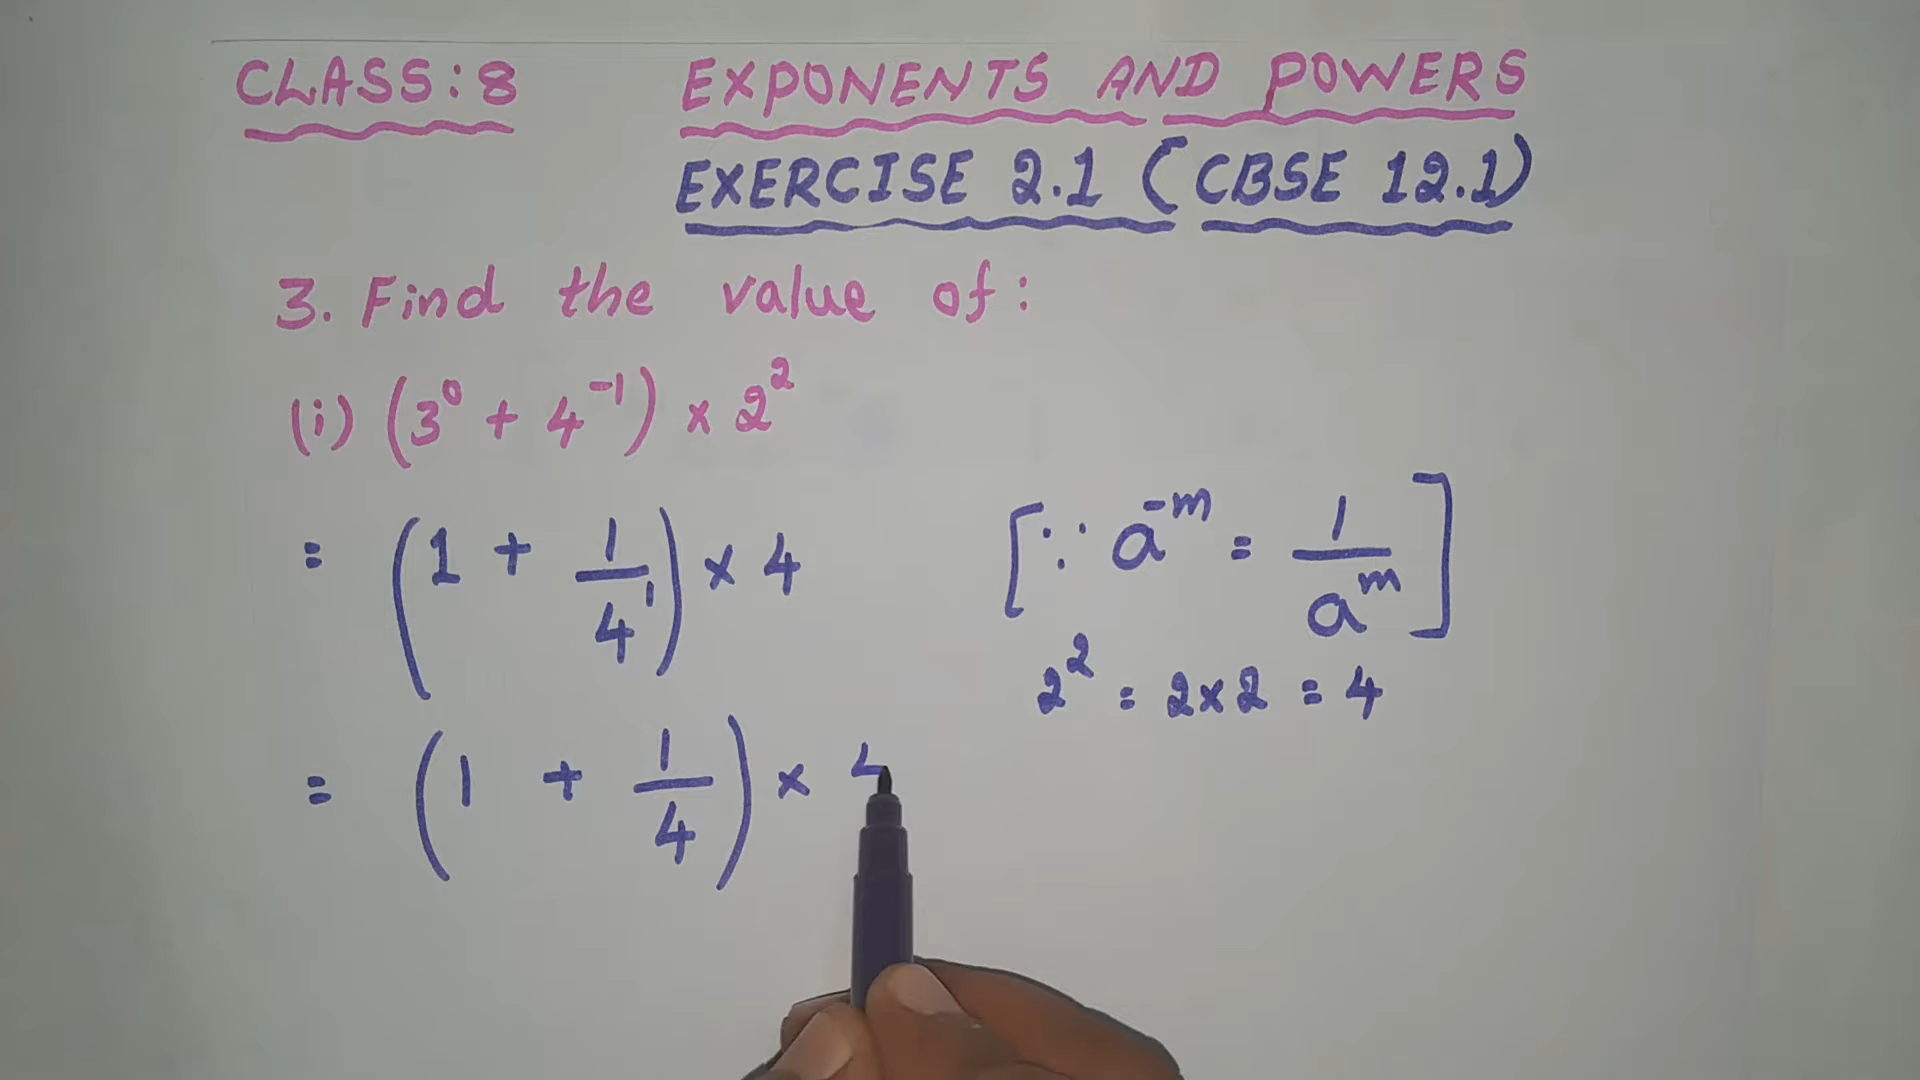 CLASS:8 EXPONENTS AND POWERS
EXERCISE 2.1 (CBSE 12.1)
3. Find the value of:
(i) (3⁰ + 4⁻¹) × 2²
= (1 + 1/4¹) × 4 [∵ a⁻ᵐ = 1/aᵐ]
2² = 2×2 = 4
= (1 + 1/4) × 4